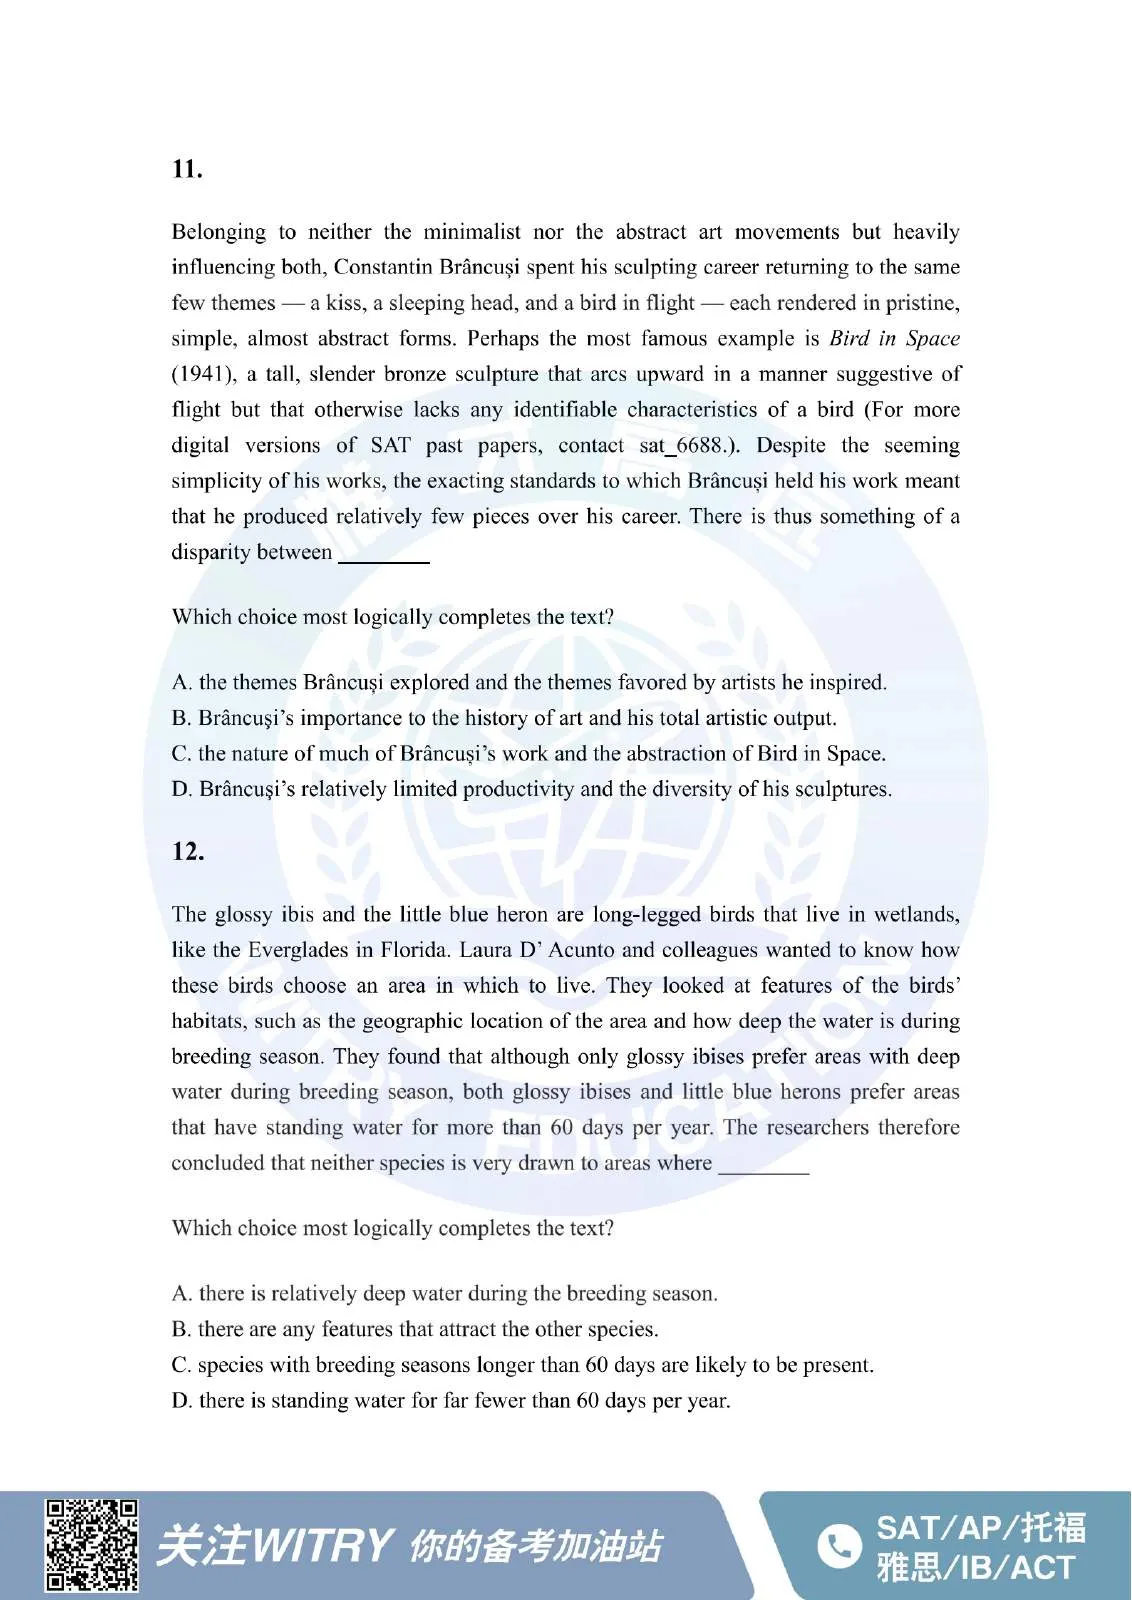 11.
Belonging to neither the minimalist nor the abstract art movements but heavily
influencing both, Constantin Brâncuşi spent his sculpting career returning to the same
few themes — a kiss, a sleeping head, and a bird in flight — each rendered in pristine,
simple, almost abstract forms. Perhaps the most famous example is Bird in Space
(1941), a tall, slender bronze sculpture that arcs upward in a manner suggestive of
flight but that otherwise lacks any identifiable characteristics of a bird (For more
digital versions of SAT past papers, contact sat_6688.). Despite the seeming
simplicity of his works, the exacting standards to which Brâncuși held his work meant
that he produced relatively few pieces over his career. There is thus something of a
disparity between ________
Which choice most logically completes the text?
A. the themes Brâncuşi explored and the themes favored by artists he inspired.
B. Brâncuşi’s importance to the history of art and his total artistic output.
C. the nature of much of Brâncuși’s work and the abstraction of Bird in Space.
D. Brâncuşi’s relatively limited productivity and the diversity of his sculptures.
12.
The glossy ibis and the little blue heron are long-legged birds that live in wetlands,
like the Everglades in Florida. Laura D’ Acunto and colleagues wanted to know how
these birds choose an area in which to live. They looked at features of the birds’
habitats, such as the geographic location of the area and how deep the water is during
breeding season. They found that although only glossy ibises prefer areas with deep
water during breeding season, both glossy ibises and little blue herons prefer areas
that have standing water for more than 60 days per year. The researchers therefore
concluded that neither species is very drawn to areas where ________
Which choice most logically completes the text?
A. there is relatively deep water during the breeding season.
B. there are any features that attract the other species.
C. species with breeding seasons longer than 60 days are likely to be present.
D. there is standing water for far fewer than 60 days per year.
WITRY EDUCATION
关注WITRY 你的备考加油站
SAT/AP/托福
雅思/IB/ACT